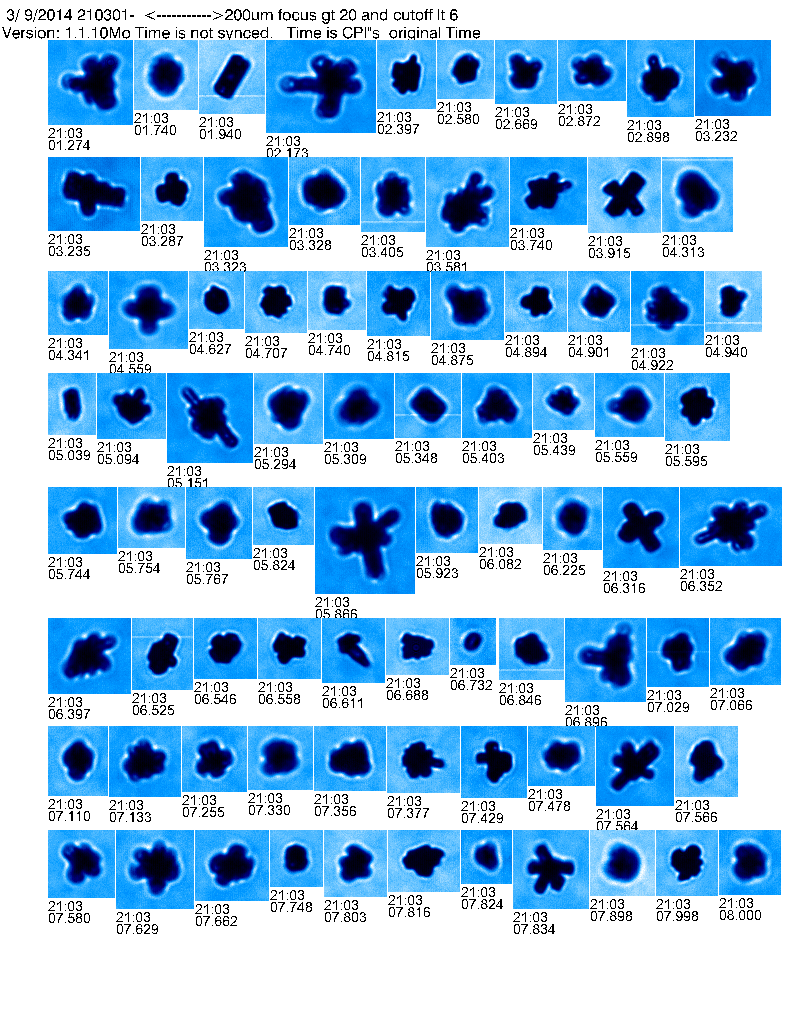 3/ 9/2014 210301- <----------->200um focus gt 20 and cutoff lt 6
Version: 1.1.10Mo Time is not synced. Time is CPI"s original Time
21:03 21:03 21:03 21:03 21:03 21:03 21:03 21:03 21:03 21:03
01.274 01.740 01.940 02.173 02.397 02.580 02.669 02.872 02.898 03.232
21:03 21:03 21:03 21:03 21:03 21:03 21:03 21:03 21:03
03.235 03.287 03.323 03.328 03.405 03.581 03.740 03.915 04.313
21:03 21:03 21:03 21:03 21:03 21:03 21:03 21:03 21:03 21:03 21:03
04.341 04.559 04.627 04.707 04.740 04.815 04.875 04.894 04.901 04.922 04.940
21:03 21:03 21:03 21:03 21:03 21:03 21:03 21:03 21:03 21:03
05.039 05.094 05.151 05.294 05.309 05.348 05.403 05.439 05.559 05.595
21:03 21:03 21:03 21:03 21:03 21:03 21:03 21:03 21:03 21:03
05.744 05.754 05.767 05.824 05.866 05.923 06.082 06.225 06.316 06.352
21:03 21:03 21:03 21:03 21:03 21:03 21:03 21:03 21:03 21:03 21:03
06.397 06.525 06.546 06.558 06.611 06.688 06.732 06.846 06.896 07.029 07.066
21:03 21:03 21:03 21:03 21:03 21:03 21:03 21:03 21:03 21:03
07.110 07.133 07.255 07.330 07.356 07.377 07.429 07.478 07.564 07.566
21:03 21:03 21:03 21:03 21:03 21:03 21:03 21:03 21:03 21:03 21:03
07.580 07.629 07.662 07.748 07.803 07.816 07.824 07.834 07.898 07.998 08.000